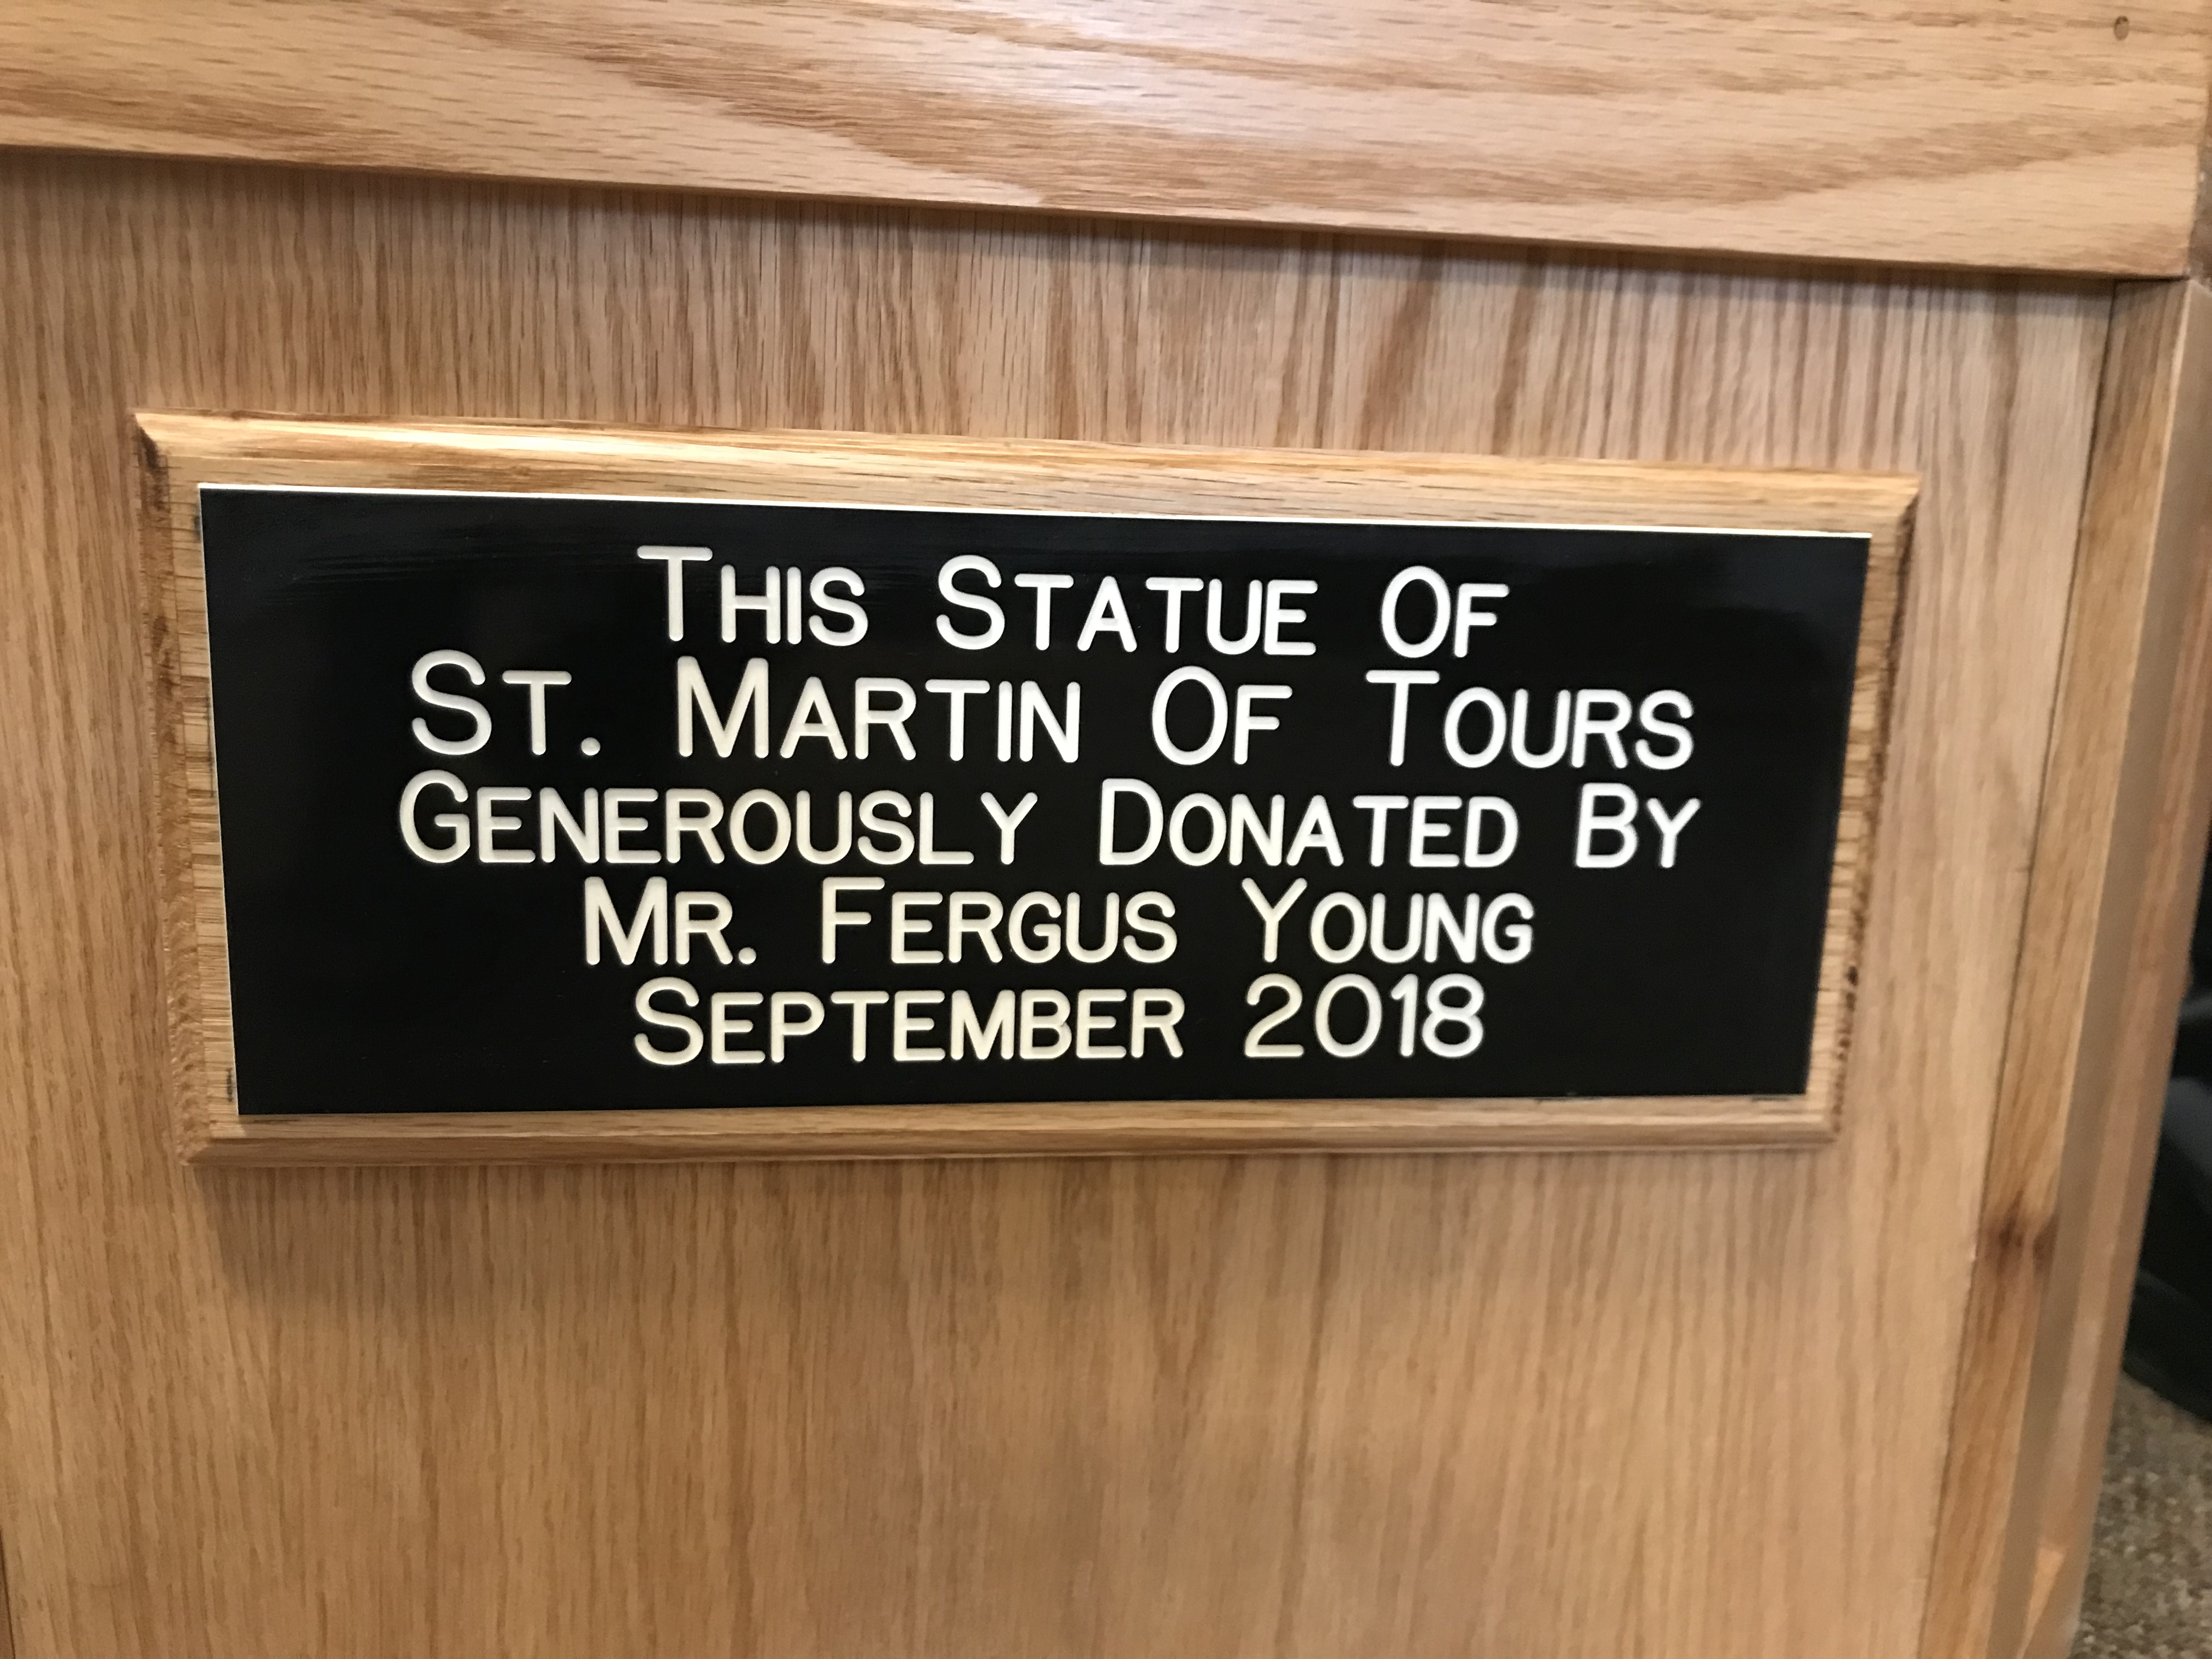 This Statue Of
St. Martin Of Tours
Generously Donated By
Mr. Fergus Young
September 2018